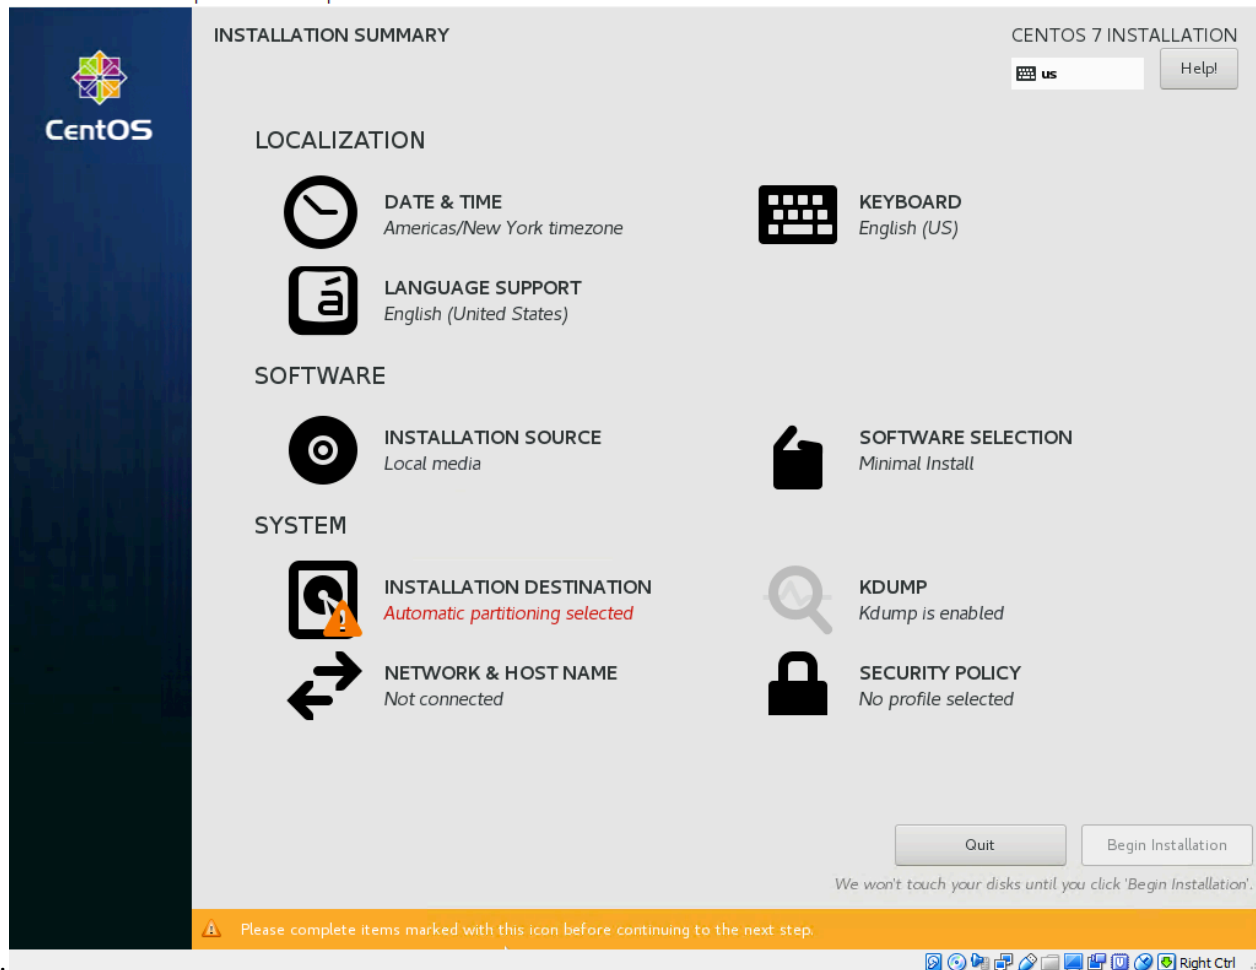 INSTALLATION SUMMARY
CENTOS 7 INSTALLATION
us
Help!
CentOS
LOCALIZATION
DATE & TIME
Americas/New York timezone
KEYBOARD
English (US)
á
LANGUAGE SUPPORT
English (United States)
SOFTWARE
INSTALLATION SOURCE
Local media
SOFTWARE SELECTION
Minimal Install
SYSTEM
INSTALLATION DESTINATION
Automatic partitioning selected
KDUMP
Kdump is enabled
NETWORK & HOST NAME
Not connected
SECURITY POLICY
No profile selected
Quit
Begin Installation
We won't touch your disks until you click 'Begin Installation'.
Please complete items marked with this icon before continuing to the next step.
Right Ctrl